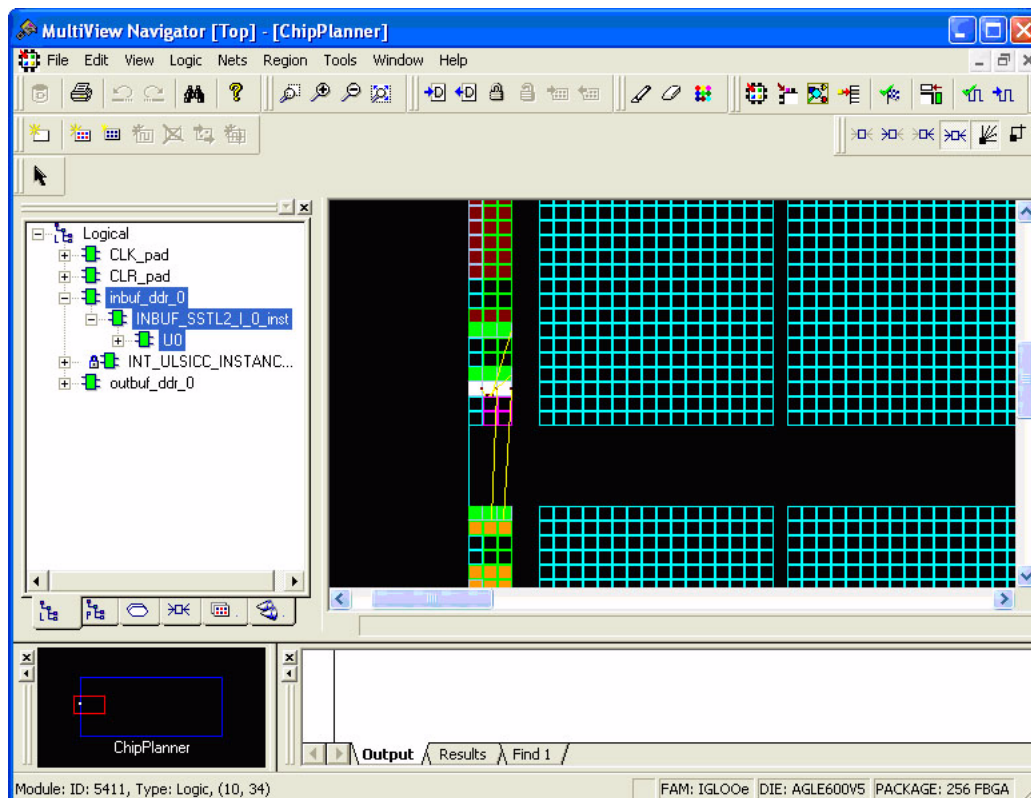 MultiView Navigator [Top] - [ChipPlanner]
File Edit View Logic Nets Region Tools Window Help
Logical
CLK_pad
CLR_pad
inbuf_ddr_0
INBUF_SSTL2_I_0_inst
U0
INT_ULSICC_INSTANC...
outbuf_ddr_0
ChipPlanner
Output Results Find 1
Module: ID: 5411, Type: Logic, (10, 34) FAM: IGLOOe DIE: AGLE600V5 PACKAGE: 256 FBGA